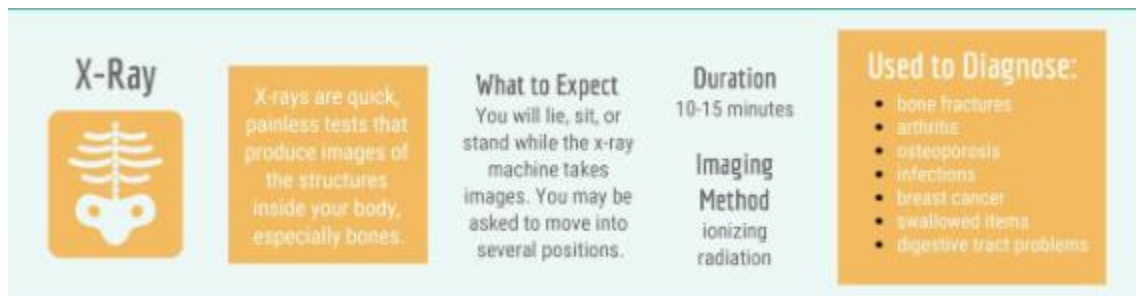 X-Ray
X-rays are quick,
painless tests that
produce images of
the structures
inside your body,
especially bones.
What to Expect
You will lie, sit, or
stand while the x-ray
machine takes
images. You may be
asked to move into
several positions.
Duration
10-15 minutes
Imaging
Method
ionizing
radiation
Used to Diagnose:
• bone fractures
• arthritis
• osteoporosis
• infections
• breast cancer
• swallowed items
• digestive tract problems